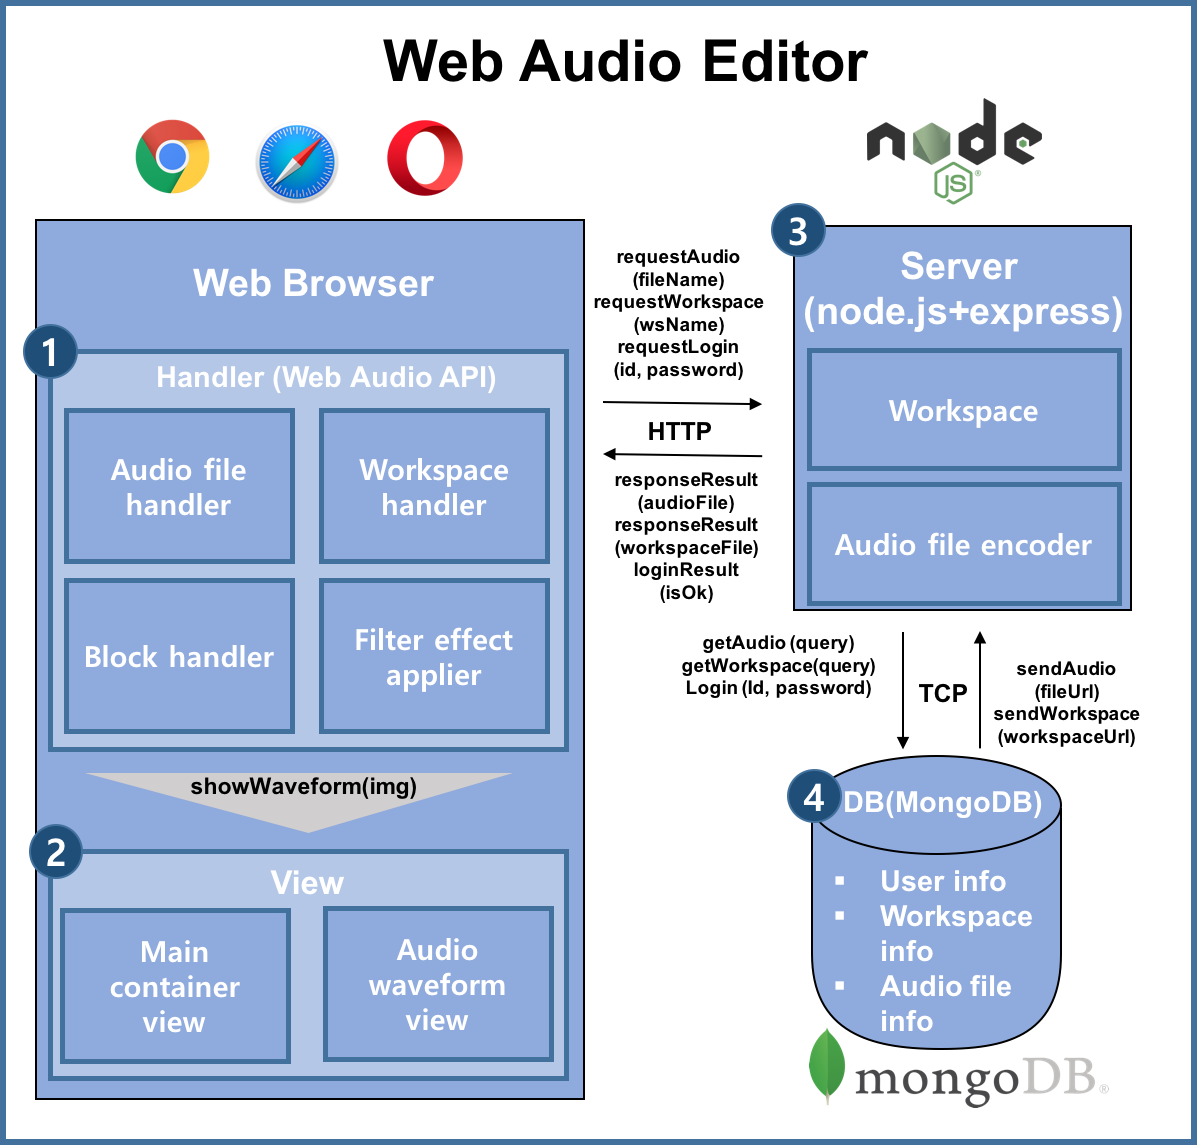 Web Audio Editor
node
JS
Web Browser
1
Handler (Web Audio API)
Audio file
handler
Workspace
handler
Block handler
Filter effect
applier
showWaveform(img)
2
View
Main
container
view
Audio
waveform
view
requestAudio
(fileName)
requestWorkspace
(wsName)
requestLogin
(id, password)
HTTP
responseResult
(audioFile)
responseResult
(workspaceFile)
loginResult
(isOk)
3
Server
(node.js+express)
Workspace
Audio file encoder
getAudio (query)
getWorkspace(query)
Login (Id, password)
TCP
sendAudio
(fileUrl)
sendWorkspace
(workspaceUrl)
4
DB(MongoDB)
▪ User info
▪ Workspace
info
▪ Audio file
info
mongoDB®